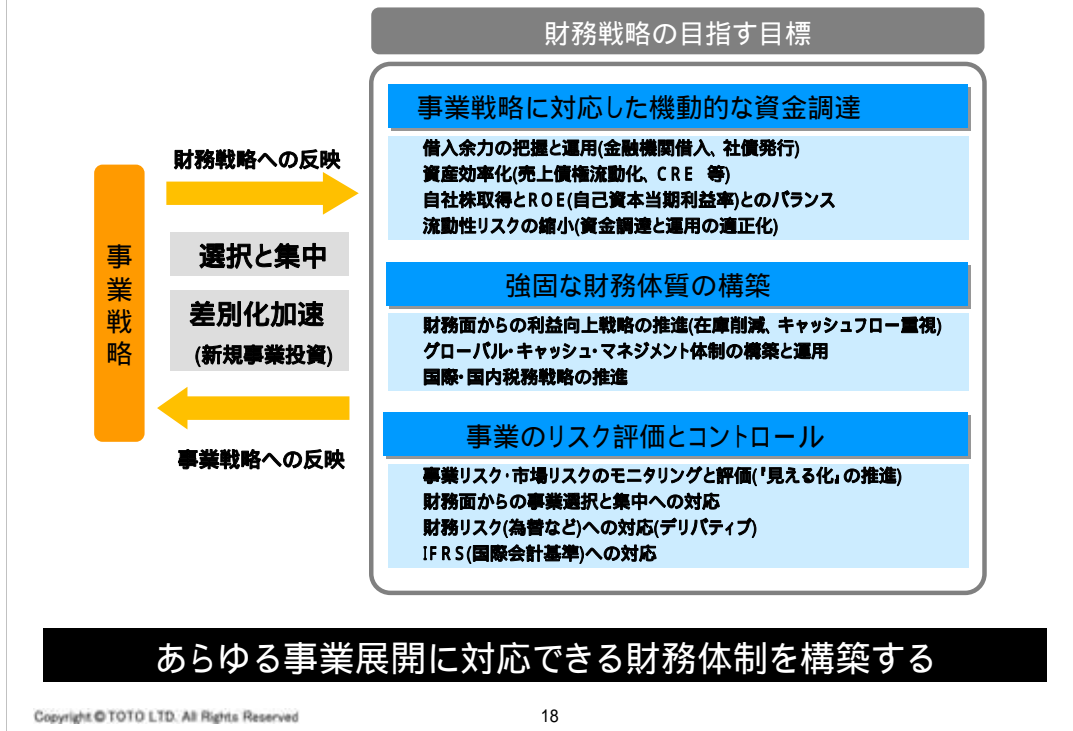 財務戦略の目指す目標
事業戦略に対応した機動的な資金調達
借入余力の把握と運用(金融機関借入、社債発行)
資産効率化(売上債権流動化、CRE 等)
自社株取得とROE(自己資本当期利益率)とのバランス
流動性リスクの縮小(資金調達と運用の適正化)
財務戦略への反映
事業戦略
選択と集中
差別化加速
(新規事業投資)
事業戦略への反映
強固な財務体質の構築
財務面からの利益向上戦略の推進(在庫削減、キャッシュフロー重視)
グローバル・キャッシュ・マネジメント体制の構築と運用
国際・国内税務戦略の推進
事業のリスク評価とコントロール
事業リスク・市場リスクのモニタリングと評価(『見える化』の推進)
財務面からの事業選択と集中への対応
財務リスク(為替など)への対応(デリバティブ)
IFRS(国際会計基準)への対応
あらゆる事業展開に対応できる財務体制を構築する
Copyright © TOTO LTD. All Rights Reserved
18